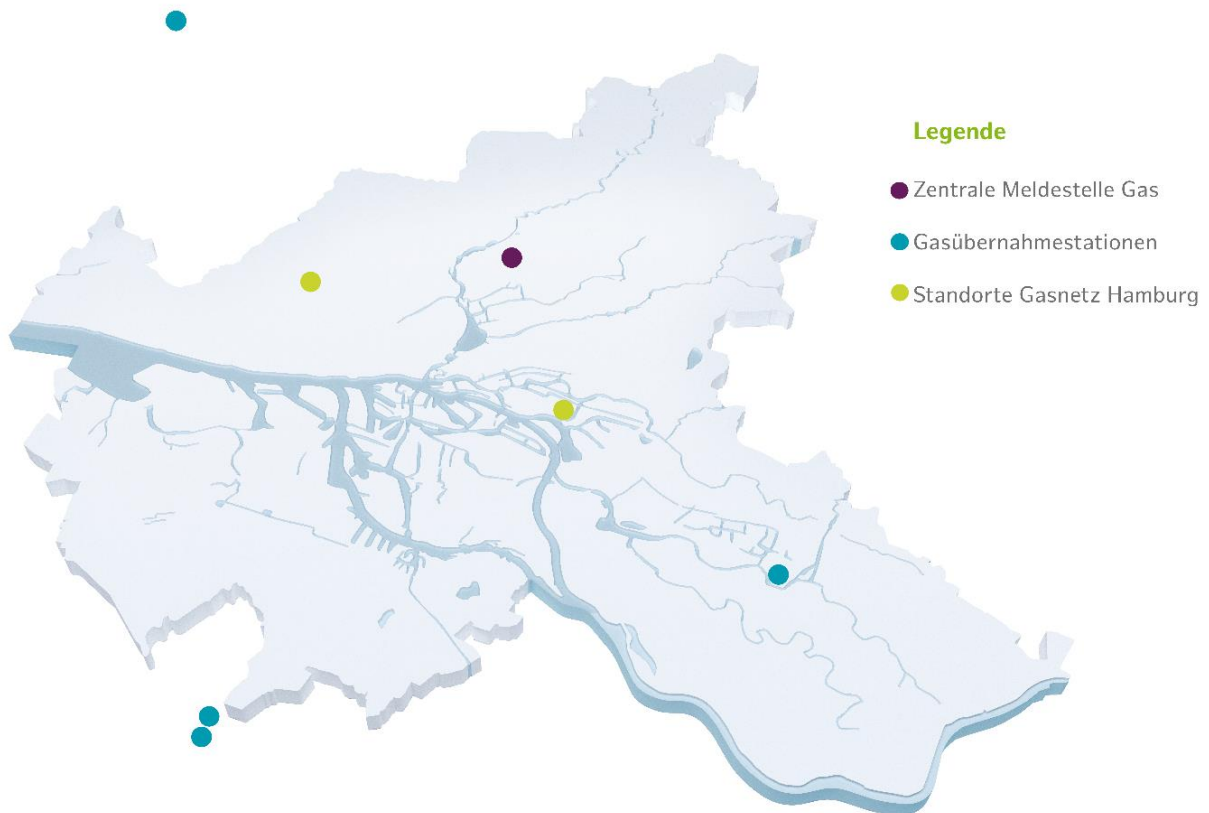 Legende
Zentrale Meldestelle Gas
Gasübernahmestationen
Standorte Gasnetz Hamburg